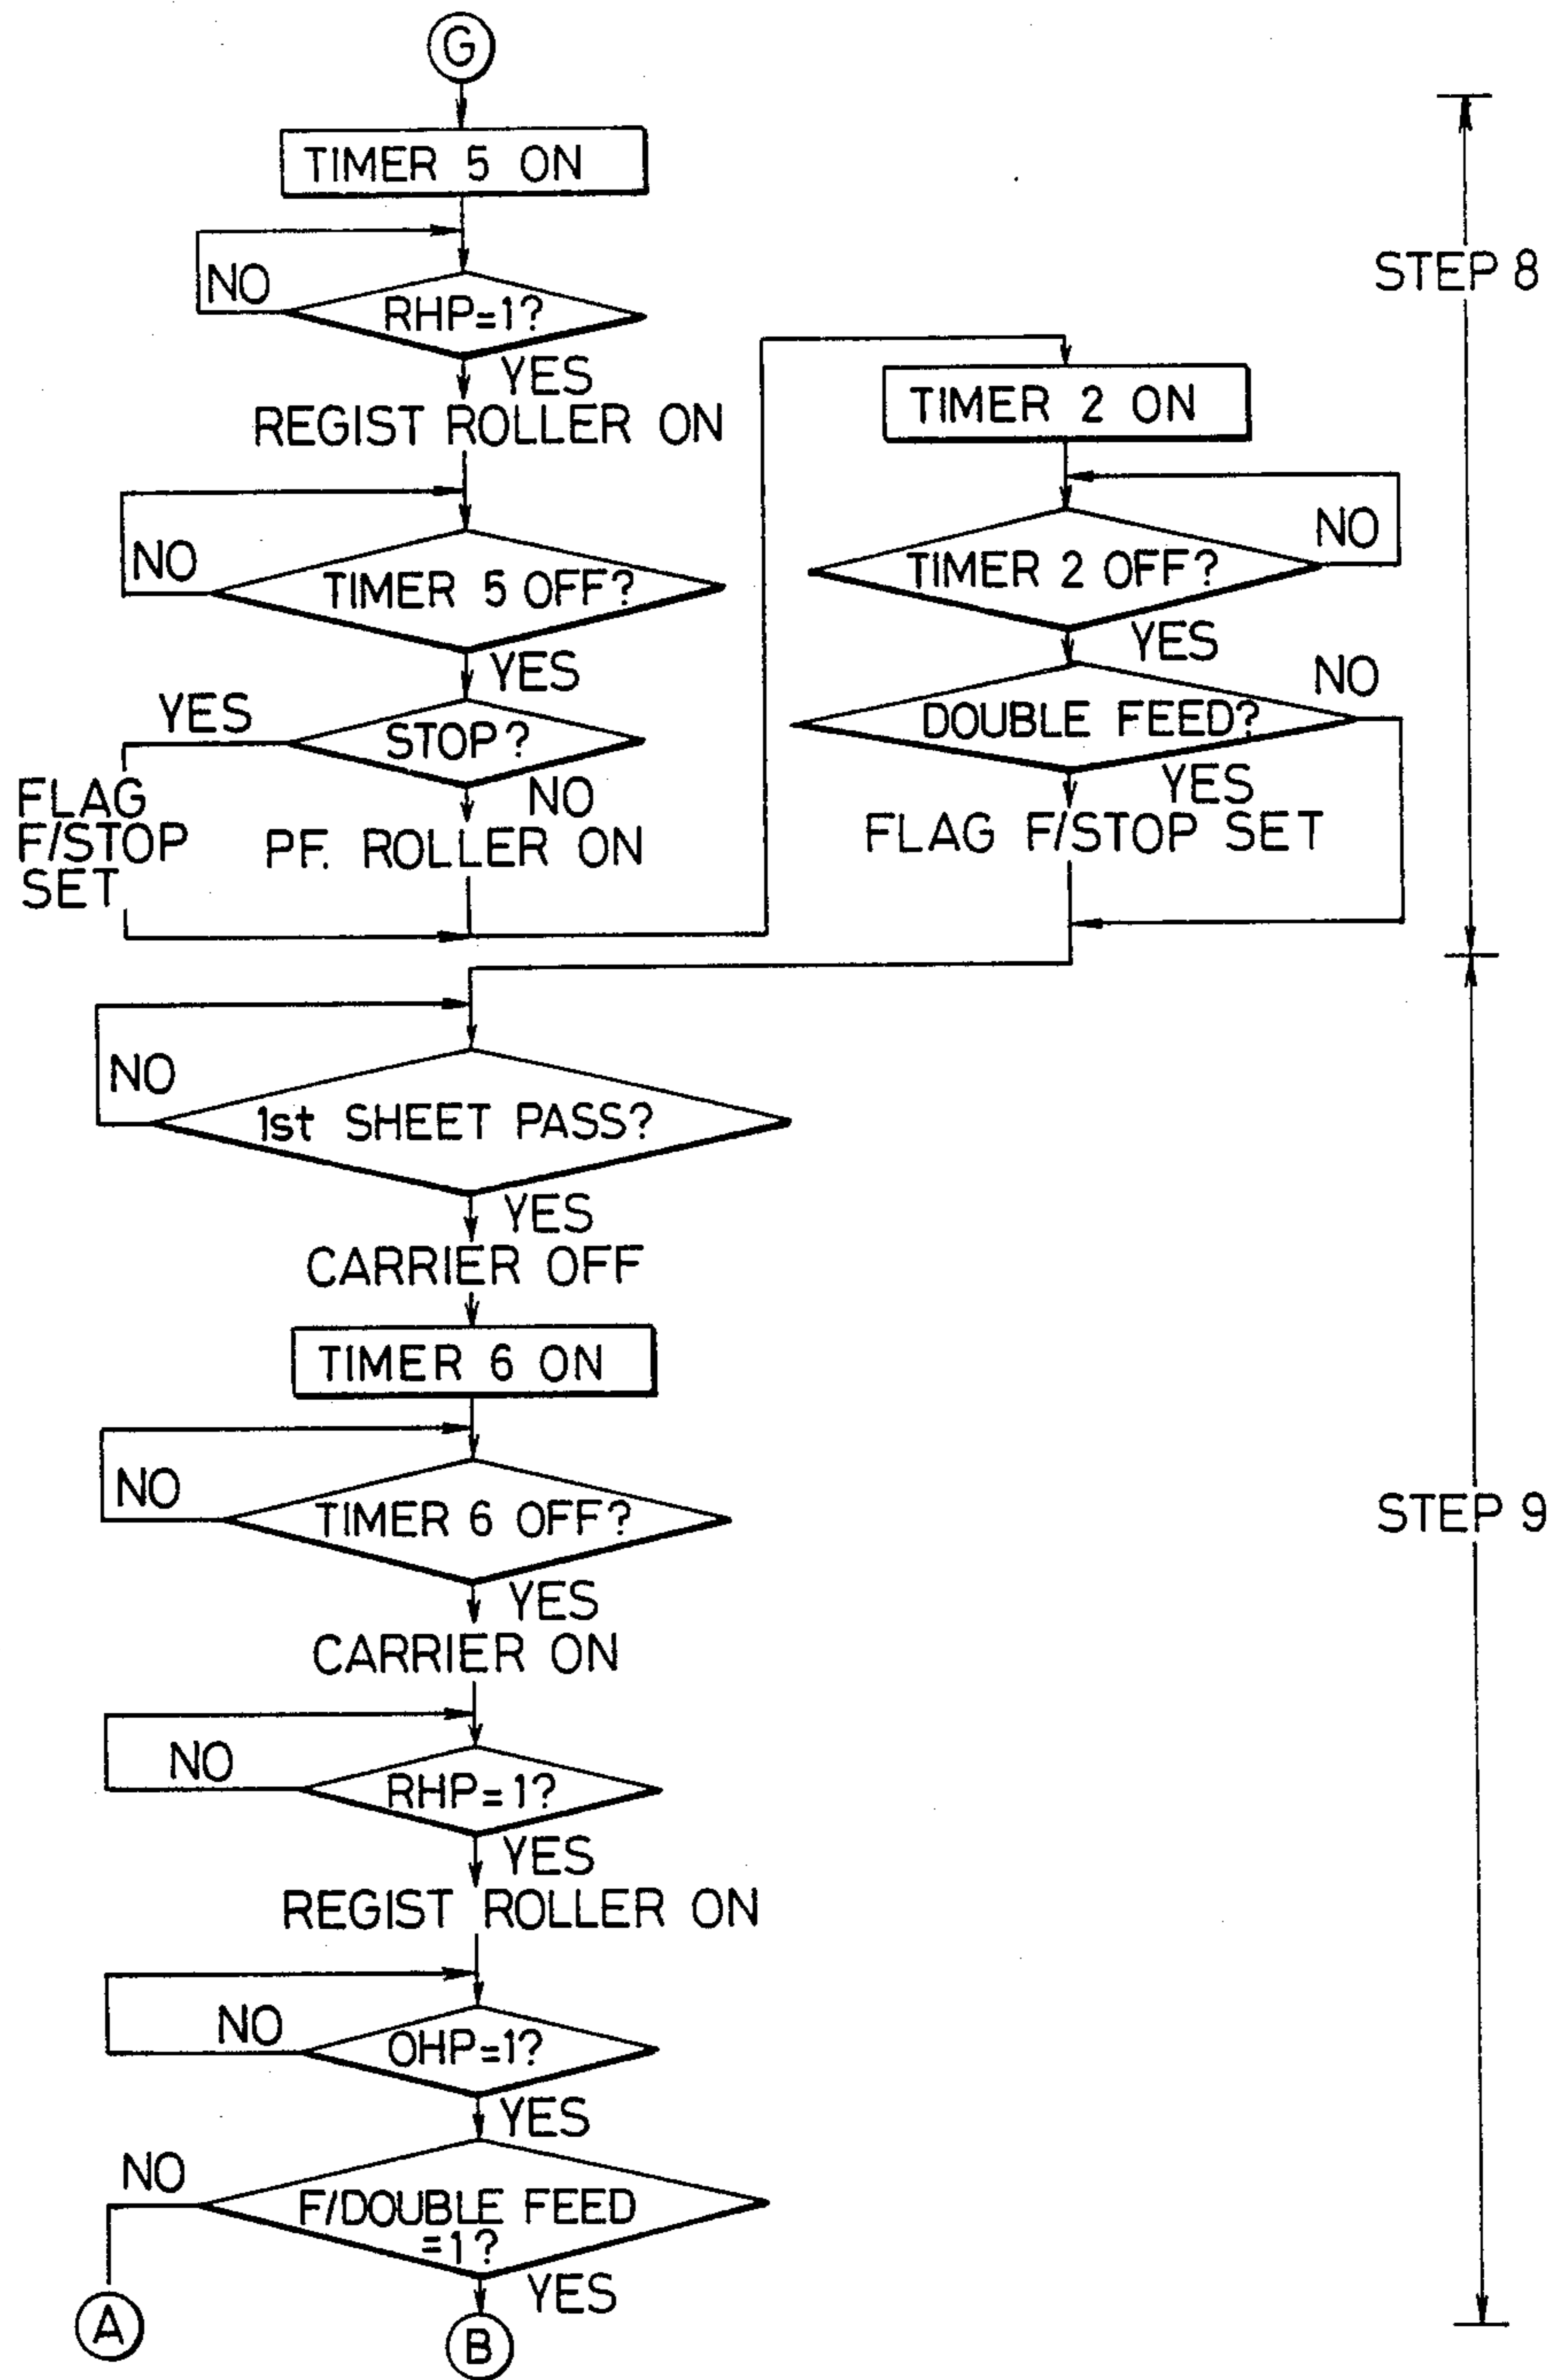 G
TIMER 5 ON
NO
RHP=1?
YES
REGIST ROLLER ON
NO
TIMER 5 OFF?
YES
YES
STOP?
NO
FLAG
F/STOP
SET
PF. ROLLER ON
TIMER 2 ON
NO
TIMER 2 OFF?
YES
NO
DOUBLE FEED?
YES
FLAG F/STOP SET
STEP 8
NO
1st SHEET PASS?
YES
CARRIER OFF
TIMER 6 ON
NO
TIMER 6 OFF?
YES
CARRIER ON
NO
RHP=1?
YES
REGIST ROLLER ON
NO
OHP=1?
YES
NO
F/DOUBLE FEED
=1?
YES
A
B
STEP 9